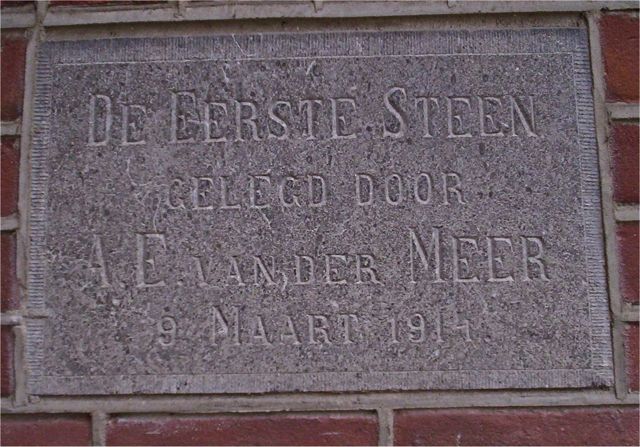 DE EERSTE STEEN
GELEGD DOOR
A.E. VAN DER MEER
9 MAART 1914